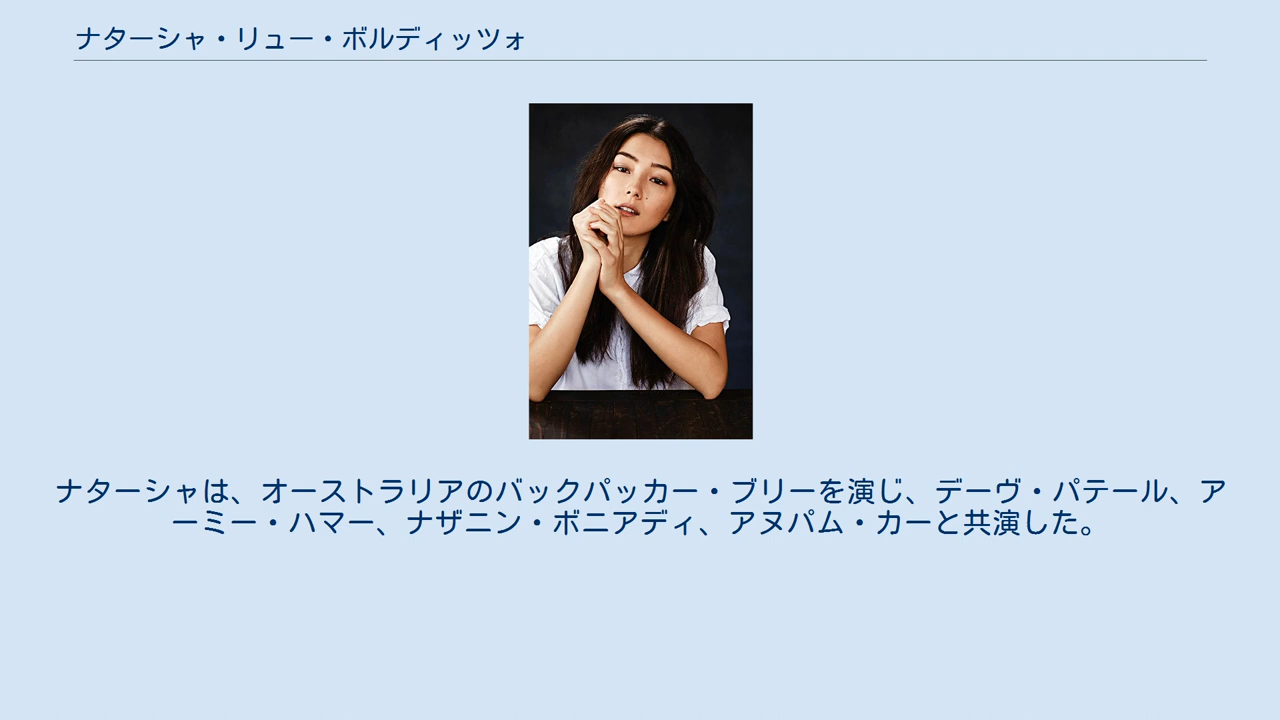 ナターシャ・リュー・ボルディッツォ
ナターシャは、オーストラリアのバックパッカー・ブリーを演じ、デーヴ・パテール、ア
ーミー・ハマー、ナザニン・ボニアディ、アヌパム・カーと共演した。